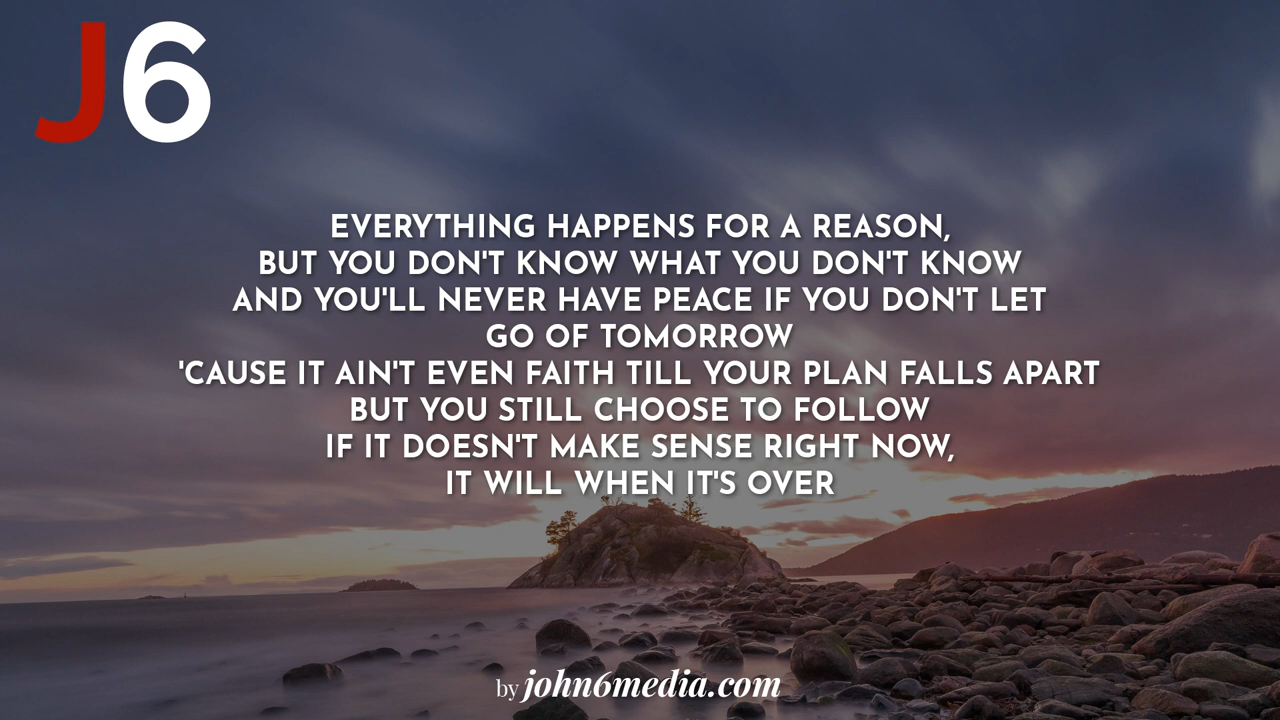 J6
EVERYTHING HAPPENS FOR A REASON,
BUT YOU DON'T KNOW WHAT YOU DON'T KNOW
AND YOU'LL NEVER HAVE PEACE IF YOU DON'T LET
GO OF TOMORROW
'CAUSE IT AIN'T EVEN FAITH TILL YOUR PLAN FALLS APART
BUT YOU STILL CHOOSE TO FOLLOW
IF IT DOESN'T MAKE SENSE RIGHT NOW,
IT WILL WHEN IT'S OVER
by john6media.com